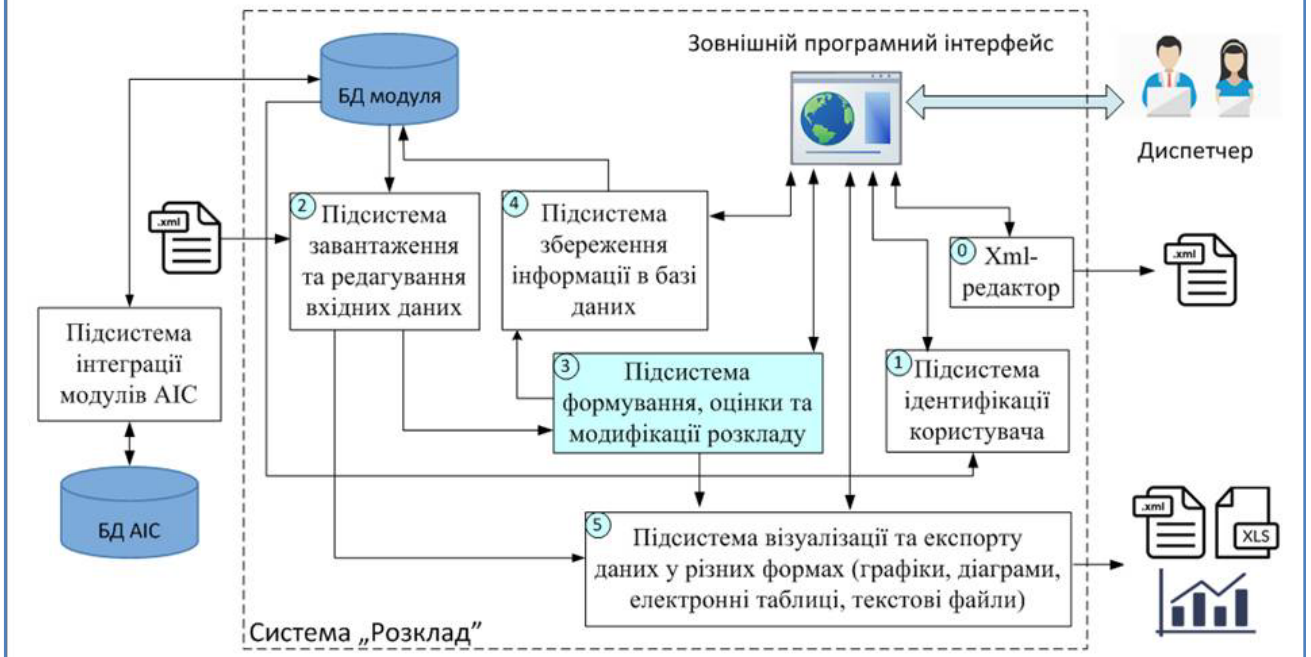 Зовнішній програмний інтерфейс
БД модуля
Диспетчер
.xml
2
Підсистема
завантаження
та редагування
вхідних даних
4
Підсистема
збереження
інформації в базі
даних
0
Xml-
редактор
.xml
Підсистема
інтеграції
модулів АІС
3
Підсистема
формування, оцінки та
модифікації розкладу
1
Підсистема
ідентифікації
користувача
БД АІС
5
Підсистема візуалізації та експорту
даних у різних формах (графіки, діаграми,
електронні таблиці, текстові файли)
.xml
XLS
Система „Розклад”